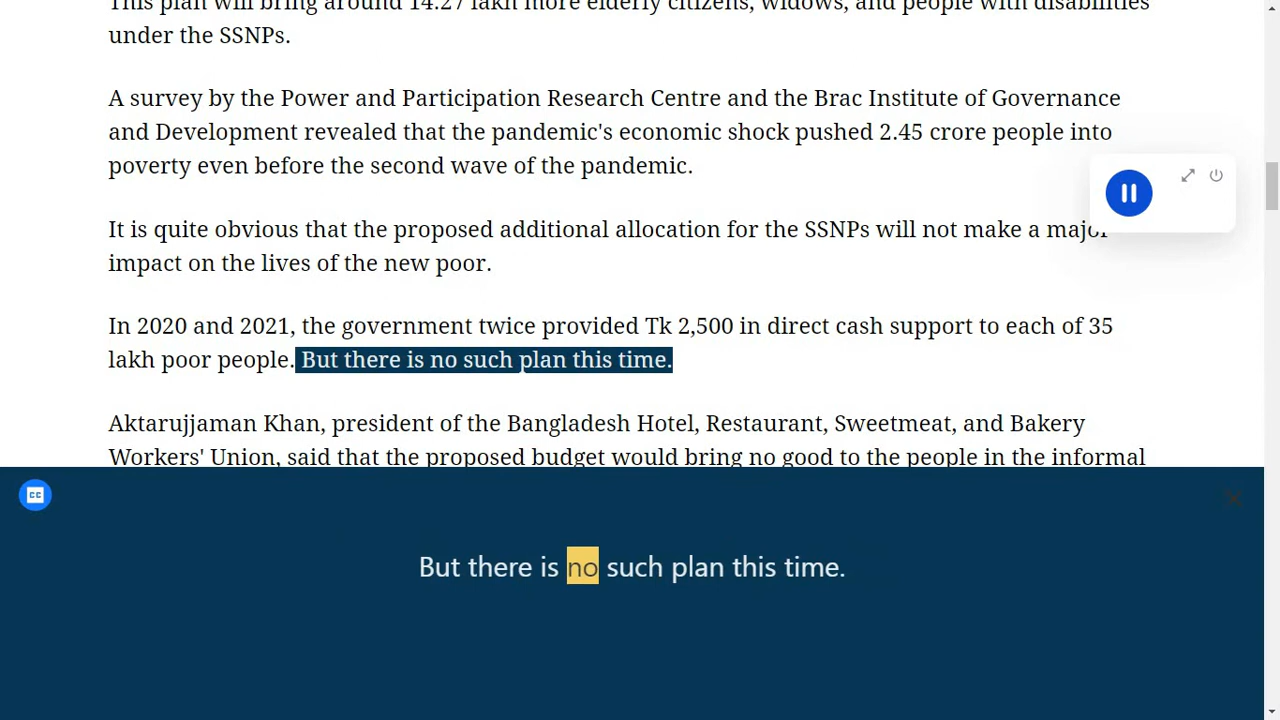 This plan will bring around 14.27 lakh more elderly citizens, widows, and people with disabilities
under the SSNPs.
A survey by the Power and Participation Research Centre and the Brac Institute of Governance
and Development revealed that the pandemic's economic shock pushed 2.45 crore people into
poverty even before the second wave of the pandemic.
It is quite obvious that the proposed additional allocation for the SSNPs will not make a major
impact on the lives of the new poor.
In 2020 and 2021, the government twice provided Tk 2,500 in direct cash support to each of 35
lakh poor people. But there is no such plan this time.
Aktarujjaman Khan, president of the Bangladesh Hotel, Restaurant, Sweetmeat, and Bakery
Workers' Union, said that the proposed budget would bring no good to the people in the informal
CC
But there is no such plan this time.